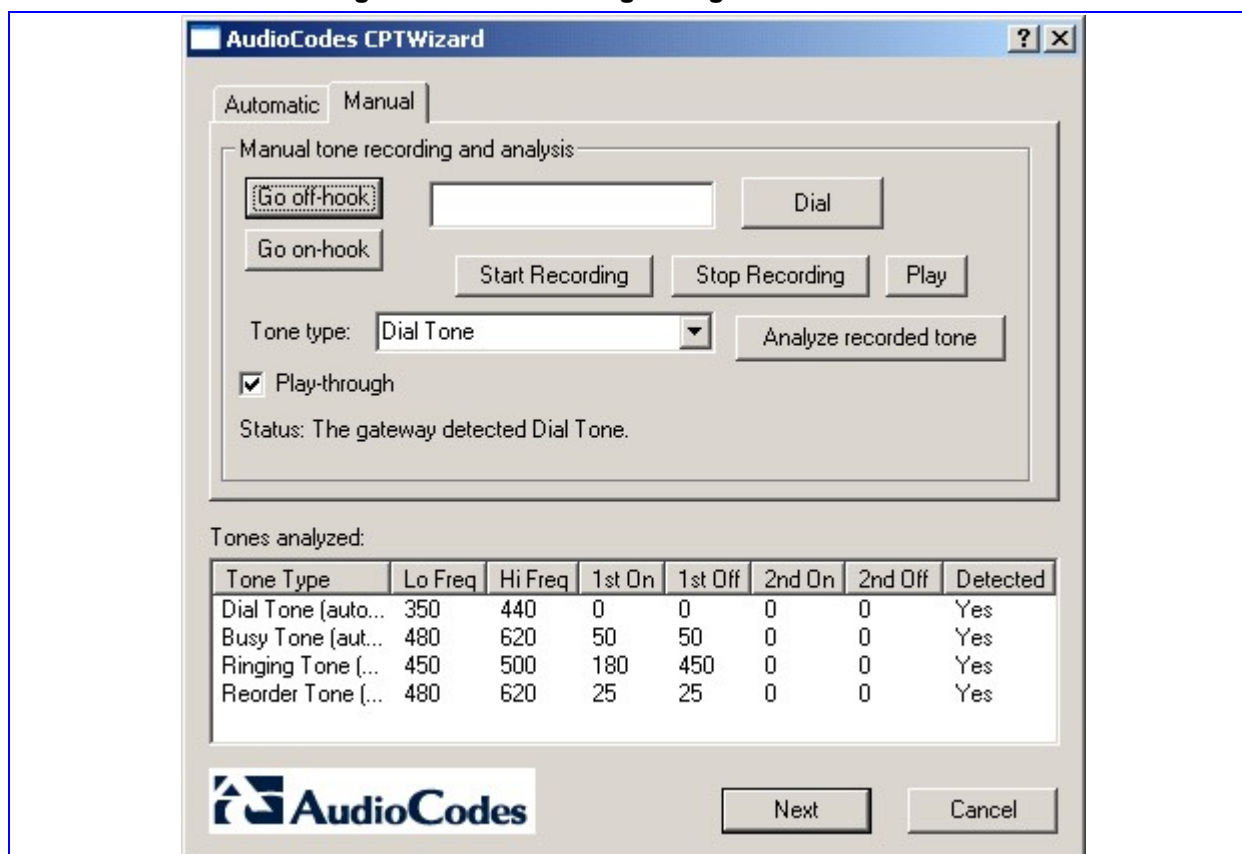 AudioCodes CPTWizard
Automatic Manual
Manual tone recording and analysis
Go off-hook Dial
Go on-hook
Start Recording Stop Recording Play
Tone type: Dial Tone Analyze recorded tone
Play-through
Status: The gateway detected Dial Tone.
Tones analyzed:
Tone Type Lo Freq Hi Freq 1st On 1st Off 2nd On 2nd Off Detected
Dial Tone (auto... 350 440 0 0 0 0 Yes
Busy Tone (aut... 480 620 50 50 0 0 Yes
Ringing Tone (... 450 500 180 450 0 0 Yes
Reorder Tone (... 480 620 25 25 0 0 Yes
AudioCodes Next Cancel